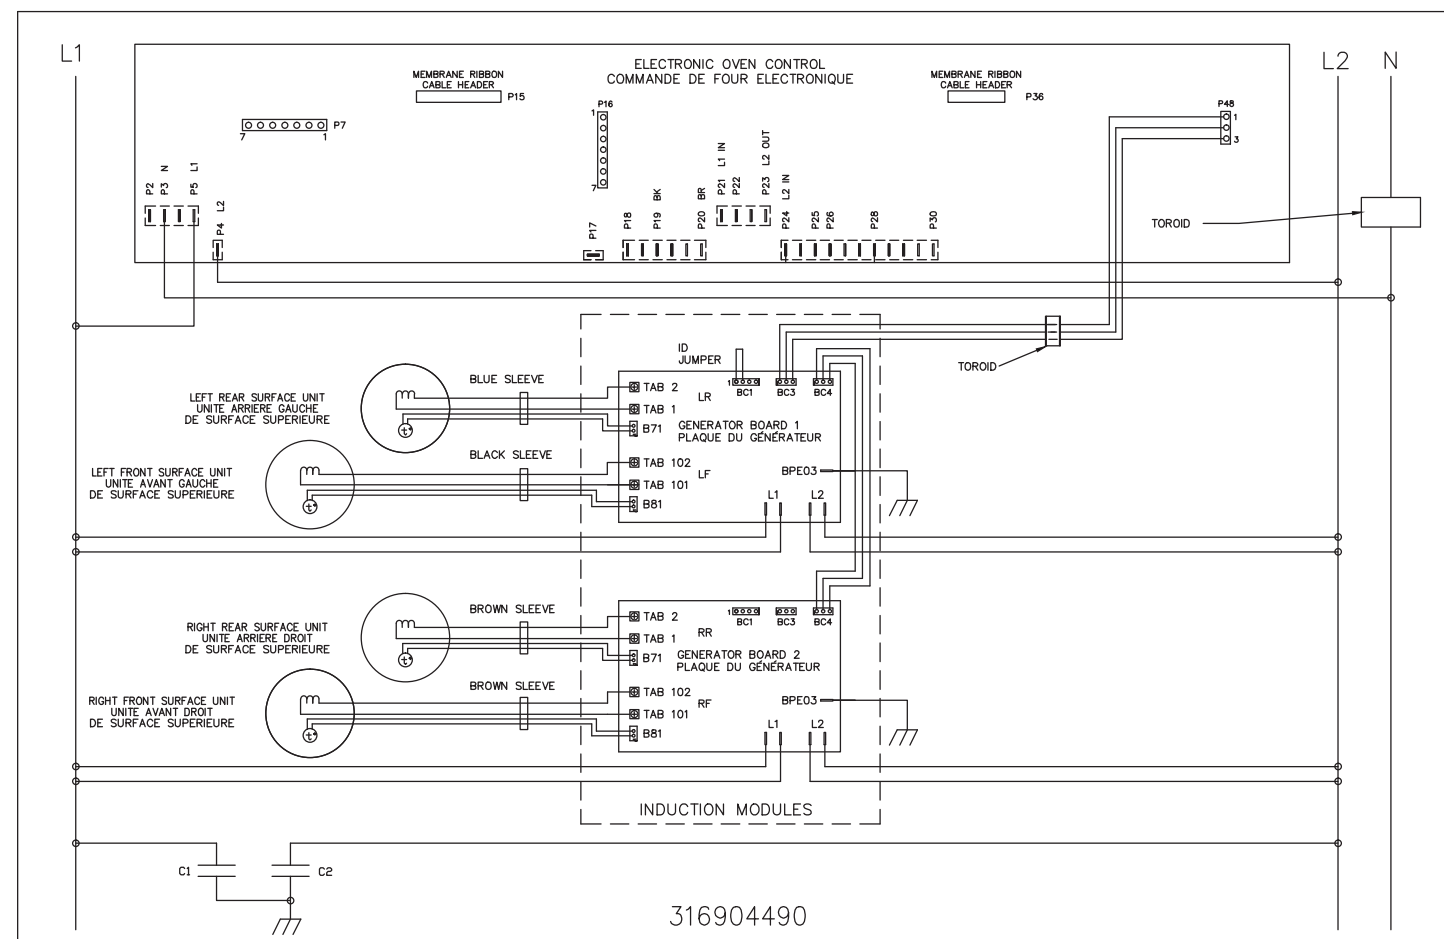 L1
L2
N
ELECTRONIC OVEN CONTROL
COMMANDE DE FOUR ELECTRONIQUE
MEMBRANE RIBBON
CABLE HEADER
P15
MEMBRANE RIBBON
CABLE HEADER
P36
P7
7
1
P16
1
7
P48
1
3
P2
P3 N
P5 L1
P4 L2
P17
P18
P19 BK
P20 BR
P21 L1 IN
P22
P23 L2 OUT
P24 L2 IN
P25
P26
P28
P30
TOROID
TOROID
ID
JUMPER
LEFT REAR SURFACE UNIT
UNITE ARRIERE GAUCHE
DE SURFACE SUPERIEURE
t°
BLUE SLEEVE
TAB 2
TAB 1
B71
LR
1
BC1
BC3
BC4
GENERATOR BOARD 1
PLAQUE DU GÉNÉRATEUR
LEFT FRONT SURFACE UNIT
UNITE AVANT GAUCHE
DE SURFACE SUPERIEURE
t°
BLACK SLEEVE
TAB 102
TAB 101
B81
LF
BPE03
L1
L2
RIGHT REAR SURFACE UNIT
UNITE ARRIERE DROIT
DE SURFACE SUPERIEURE
t°
BROWN SLEEVE
TAB 2
TAB 1
B71
RR
1
BC1
BC3
BC4
GENERATOR BOARD 2
PLAQUE DU GÉNÉRATEUR
RIGHT FRONT SURFACE UNIT
UNITE AVANT DROIT
DE SURFACE SUPERIEURE
t°
BROWN SLEEVE
TAB 102
TAB 101
B81
RF
BPE03
L1
L2
INDUCTION MODULES
C1
C2
316904490